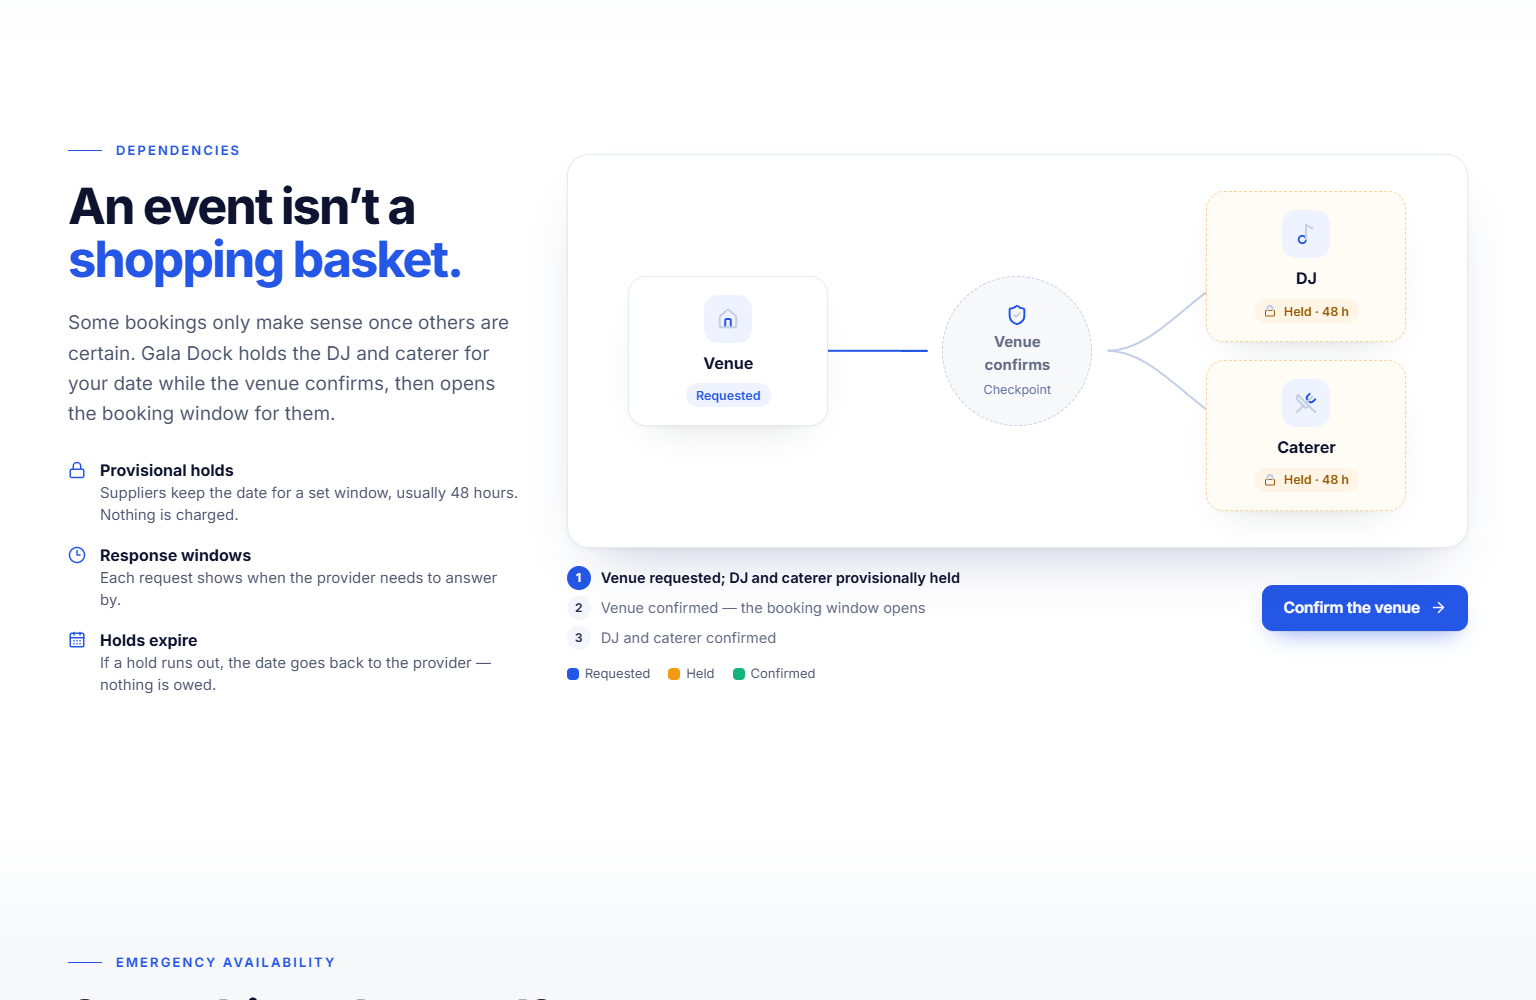 DEPENDENCIES
An event isn’t a
shopping basket.
Some bookings only make sense once others are
certain. Gala Dock holds the DJ and caterer for
your date while the venue confirms, then opens
the booking window for them.
Provisional holds
Suppliers keep the date for a set window, usually 48 hours.
Nothing is charged.
Response windows
Each request shows when the provider needs to answer
by.
Holds expire
If a hold runs out, the date goes back to the provider —
nothing is owed.
Venue
Requested
Venue
confirms
Checkpoint
DJ
Held · 48 h
Caterer
Held · 48 h
1 Venue requested; DJ and caterer provisionally held
2 Venue confirmed — the booking window opens
3 DJ and caterer confirmed
Requested Held Confirmed
Confirm the venue
EMERGENCY AVAILABILITY